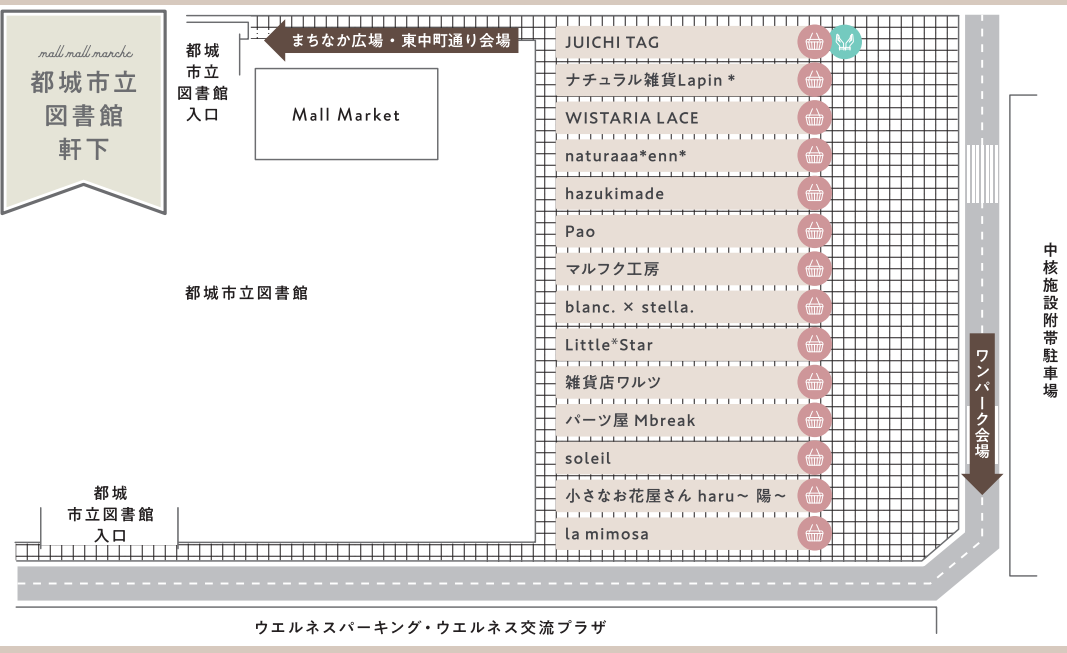 mall mall marche
都城市立
図書館
軒下
都城
市立
図書館
入口
まちなか広場・東中町通り会場
Mall Market
JUICHI TAG
ナチュラル雑貨Lapin *
WISTARIA LACE
naturaaa*enn*
hazukimade
Pao
マルフク工房
blanc. × stella.
Little*Star
雑貨店ワルツ
パーツ屋 Mbreak
soleil
小さなお花屋さん haru〜 陽〜
la mimosa
都城市立図書館
都城
市立図書館
入口
中核施設附帯駐車場
ワンパーク会場
ウエルネスパーキング・ウエルネス交流プラザ